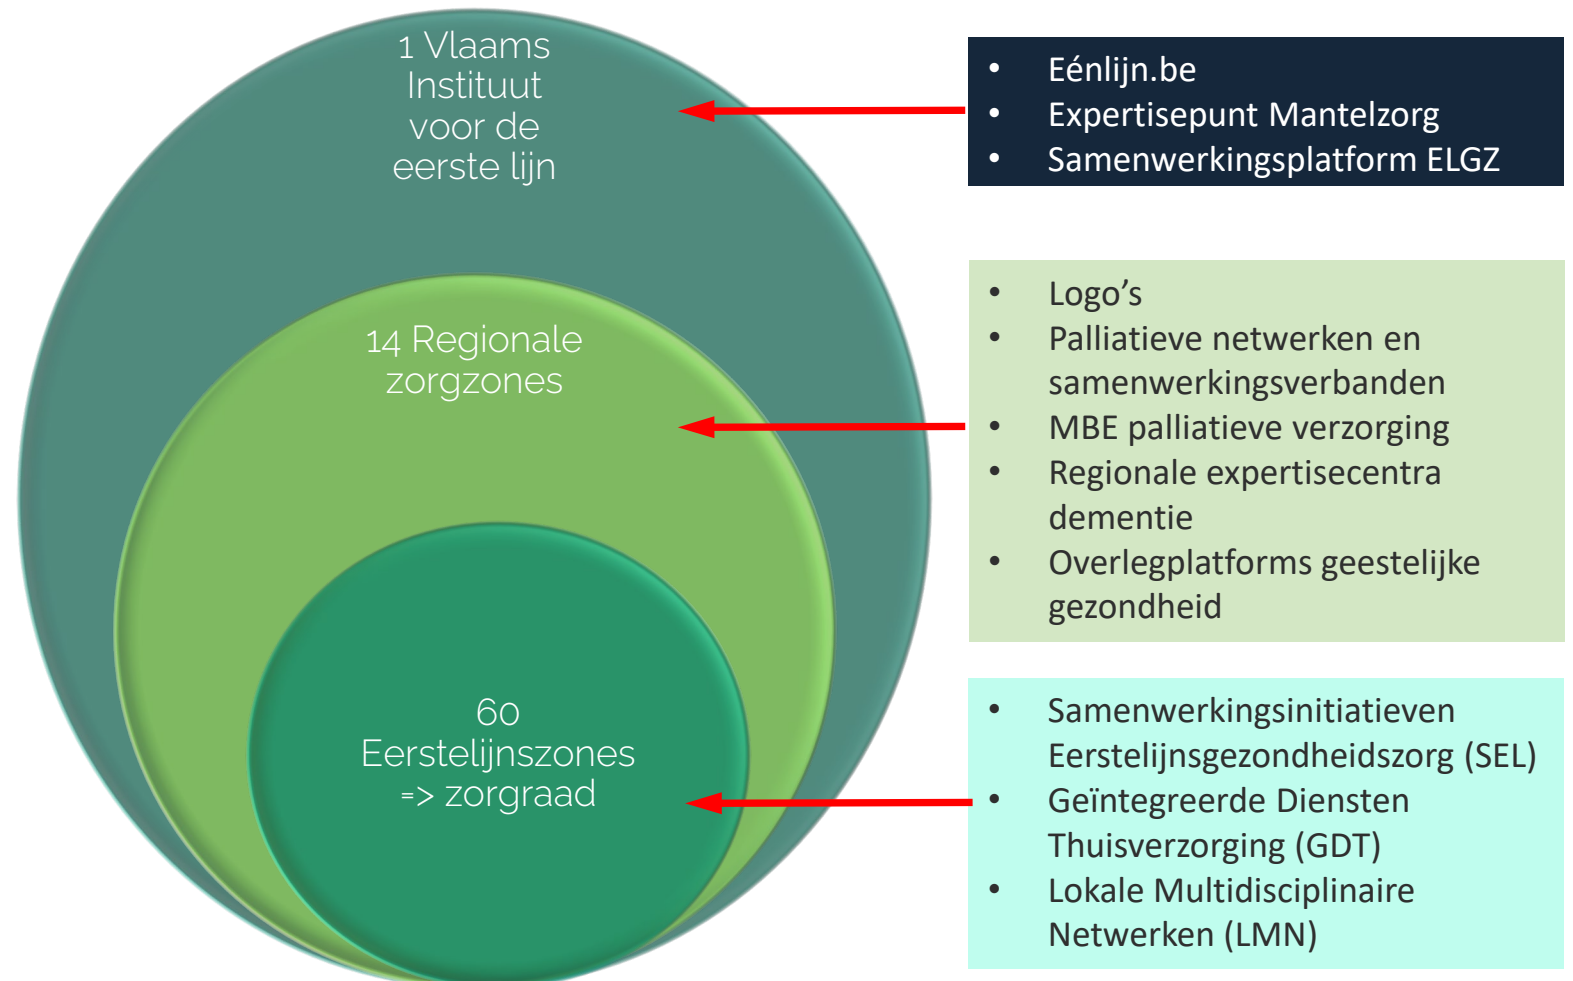 1 Vlaams
Instituut
voor de
eerste lijn
14 Regionale
zorgzones
60
Eerstelijnszones
=> zorgraad
• Eénlijn.be
• Expertisepunt Mantelzorg
• Samenwerkingsplatform ELGZ
• Logo’s
• Palliatieve netwerken en
samenwerkingsverbanden
• MBE palliatieve verzorging
• Regionale expertisecentra
dementie
• Overlegplatforms geestelijke
gezondheid
• Samenwerkingsinitiatieven
Eerstelijnsgezondheidszorg (SEL)
• Geïntegreerde Diensten
Thuisverzorging (GDT)
• Lokale Multidisciplinaire
Netwerken (LMN)